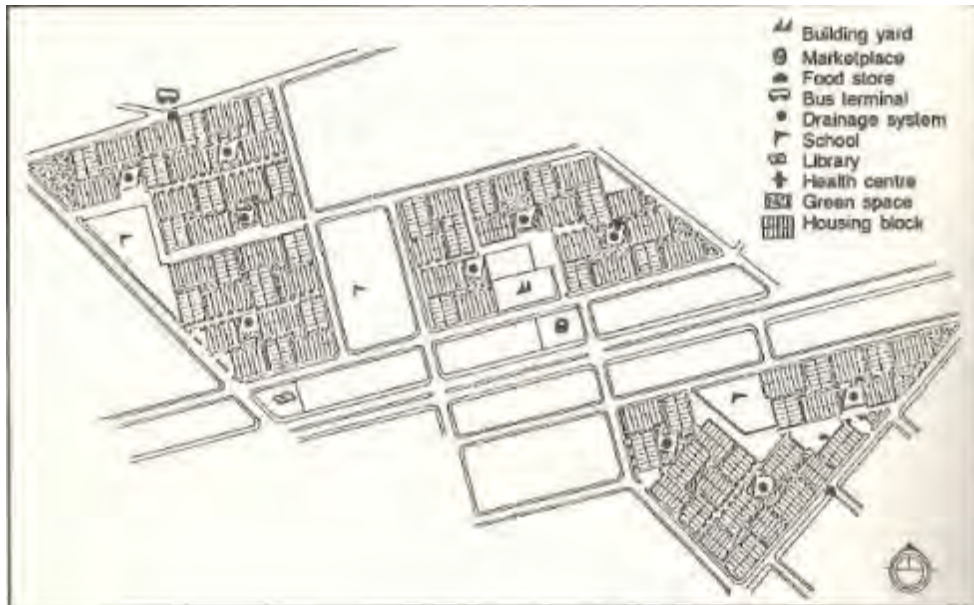 Building yard
Marketplace
Food store
Bus terminal
Drainage system
School
Library
Health centre
Green space
Housing block